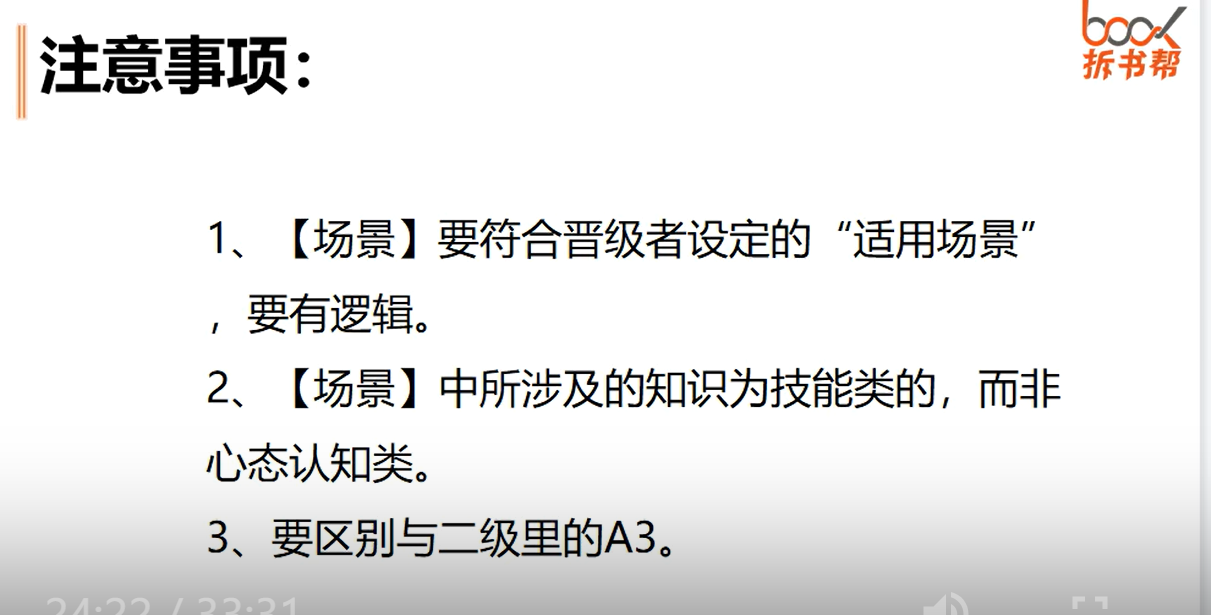 注意事项：
book
拆书帮
1、【场景】要符合晋级者设定的“适用场景”
，要有逻辑。
2、【场景】中所涉及的知识为技能类的，而非
心态认知类。
3、要区别与二级里的A3。
24:22 / 33:31